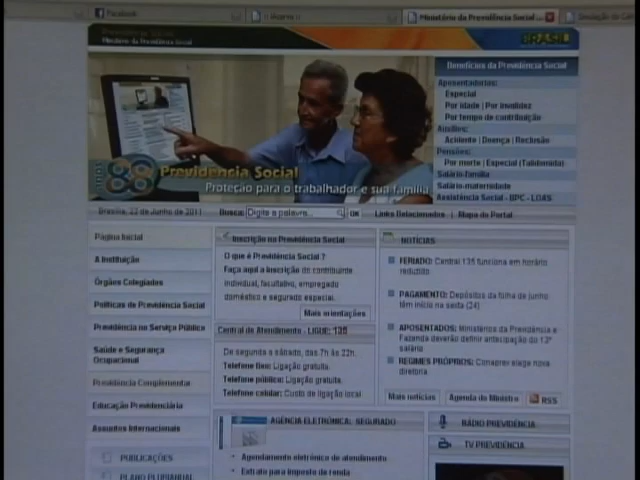 Facebook
Ministério da Previdência Social ...
Ministério da Previdência Social
BRASIL
Benefícios da Previdência Social
Aposentadorias:
Especial
Por idade | Por invalidez
Por tempo de contribuição
Auxílios:
Acidente | Doença | Reclusão
Pensões:
Por morte | Especial (Talidomida)
Salário-família
Salário-maternidade
Assistência Social - BPC - LOAS
88
anos
Previdência Social
Proteção para o trabalhador e sua família
Brasília, 22 de Junho de 2011
Busca: Digite a palavra... OK
Links Relacionados | Mapa do Portal
Página Inicial
A Instituição
Órgãos Colegiados
Políticas de Previdência Social
Previdência no Serviço Público
Saúde e Segurança
Ocupacional
Previdência Complementar
Educação Previdenciária
Assuntos Internacionais
PUBLICAÇÕES
PLANO PLURIANUAL
Inscrição na Previdência Social
O que é Previdência Social ?
Faça aqui a inscrição do contribuinte
individual, facultativo, empregado
doméstico e segurado especial.
Mais orientações
Central de Atendimento - LIGUE: 135
De segunda a sábado, das 7h às 22h.
Telefone fixo: Ligação gratuita.
Telefone público: Ligação gratuita.
Telefone celular: Custo de ligação local
NOTÍCIAS
FERIADO: Central 135 funciona em horário
reduzido
PAGAMENTO: Depósitos da folha de junho
têm início na sexta (24)
APOSENTADOS: Ministérios da Previdência e
Fazenda deverão definir antecipação do 13º
salário
REGIMES PRÓPRIOS: Conaprev elege nova
diretoria
Mais notícias
Agenda do Ministro
RSS
AGÊNCIA ELETRÔNICA: SEGURADO
Agendamento eletrônico de atendimento
Extrato para imposto de renda
RÁDIO PREVIDÊNCIA
TV PREVIDÊNCIA